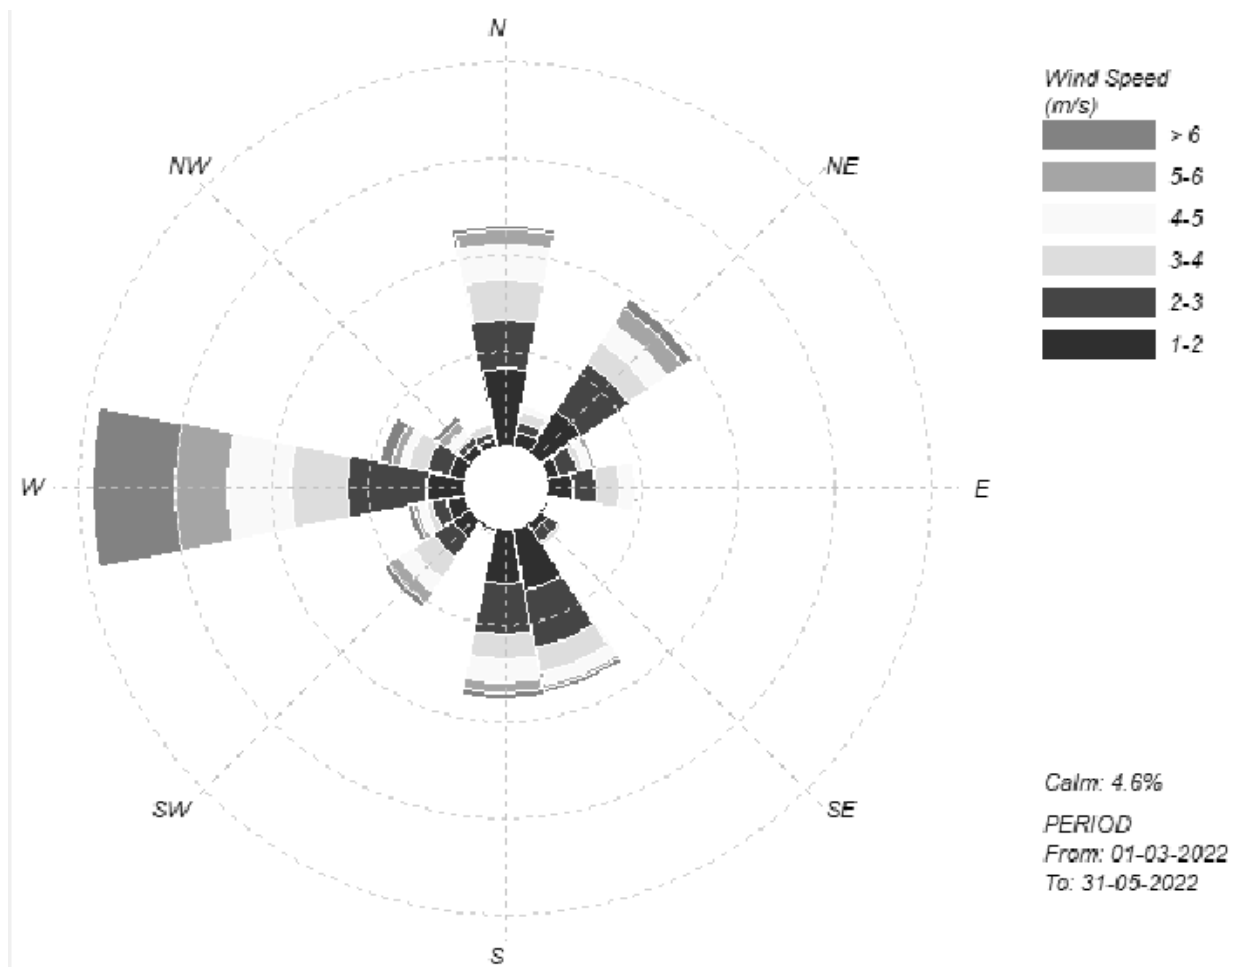 N
NW
NE
W
E
SW
SE
S
Wind Speed
(m/s)
> 6
5-6
4-5
3-4
2-3
1-2
Calm: 4.6%
PERIOD
From: 01-03-2022
To: 31-05-2022